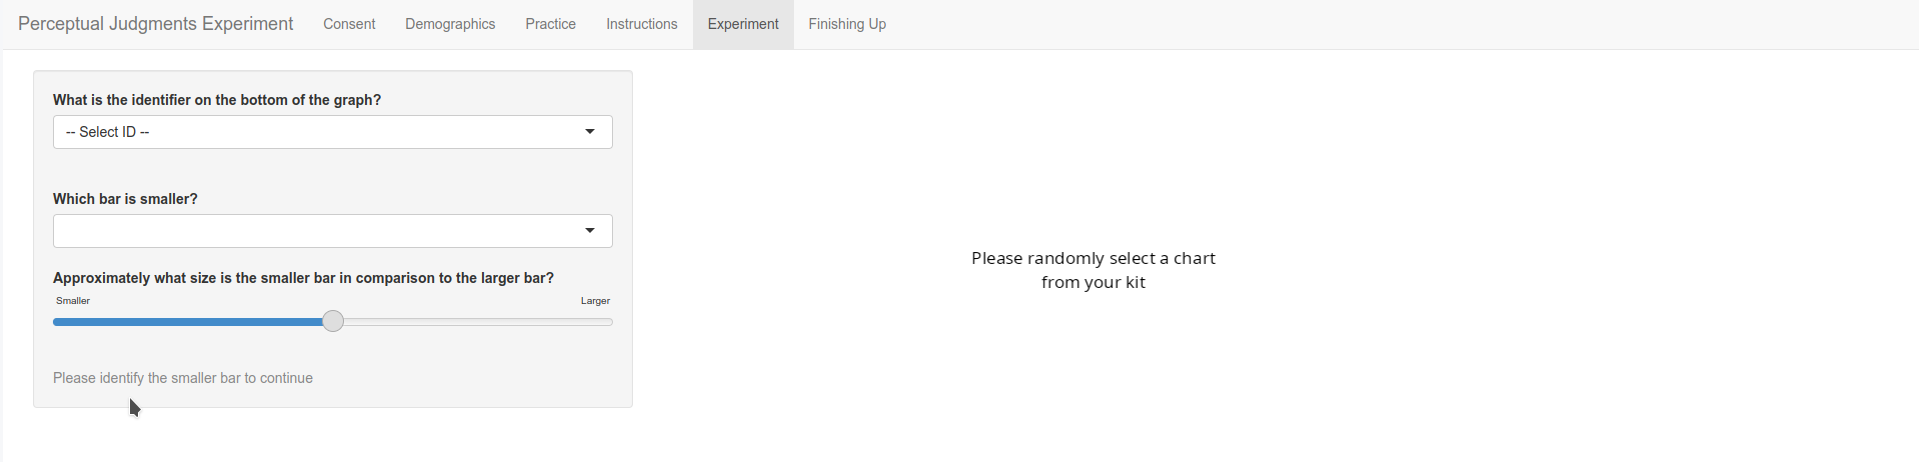 Perceptual Judgments Experiment Consent Demographics Practice Instructions Experiment Finishing Up
What is the identifier on the bottom of the graph?
-- Select ID --
Which bar is smaller?
Approximately what size is the smaller bar in comparison to the larger bar?
Smaller Larger
Please identify the smaller bar to continue
Please randomly select a chart
from your kit